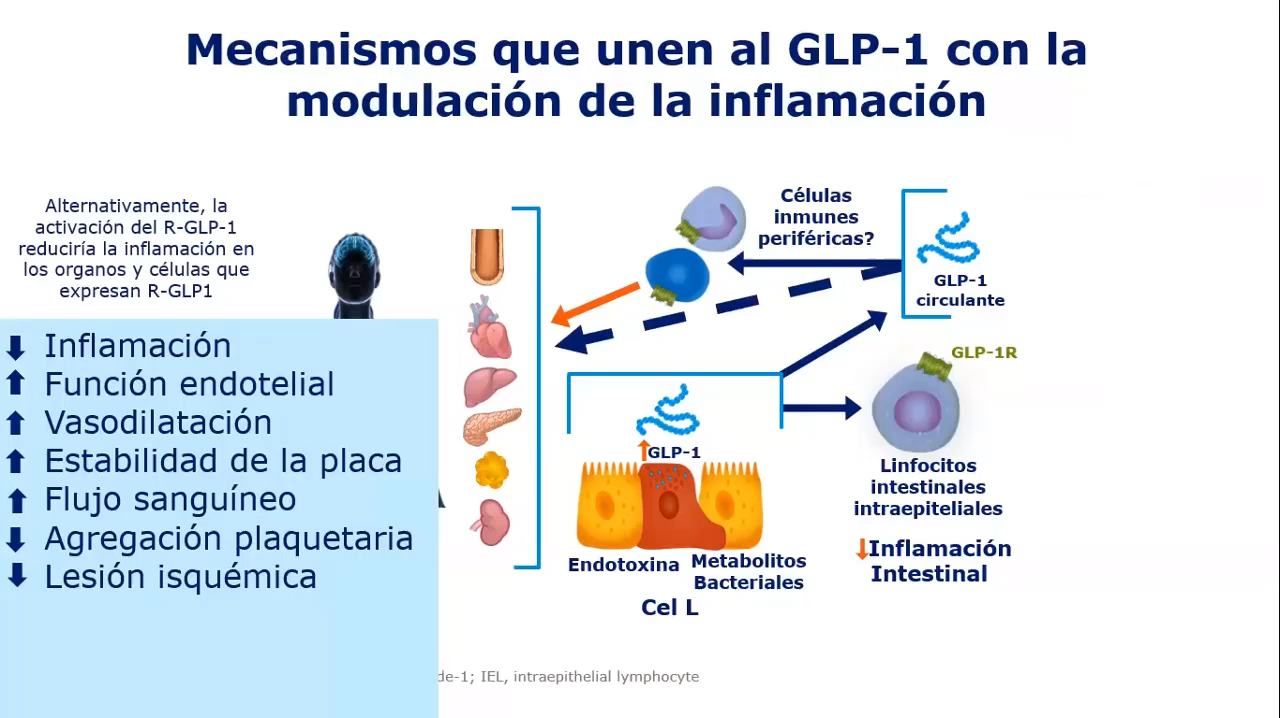 Mecanismos que unen al GLP-1 con la
modulación de la inflamación
Alternativamente, la
activación del R-GLP-1
reduciría la inflamación en
los organos y células que
expresan R-GLP1
Inflamación
Función endotelial
Vasodilatación
Estabilidad de la placa
Flujo sanguíneo
Agregación plaquetaria
Lesión isquémica
Células
inmunes
periféricas?
GLP-1
circulante
GLP-1R
GLP-1
Linfocitos
intestinales
intraepiteliales
Endotoxina
Metabolitos
Bacteriales
Cel L
Inflamación
Intestinal
de-1; IEL, intraepithelial lymphocyte